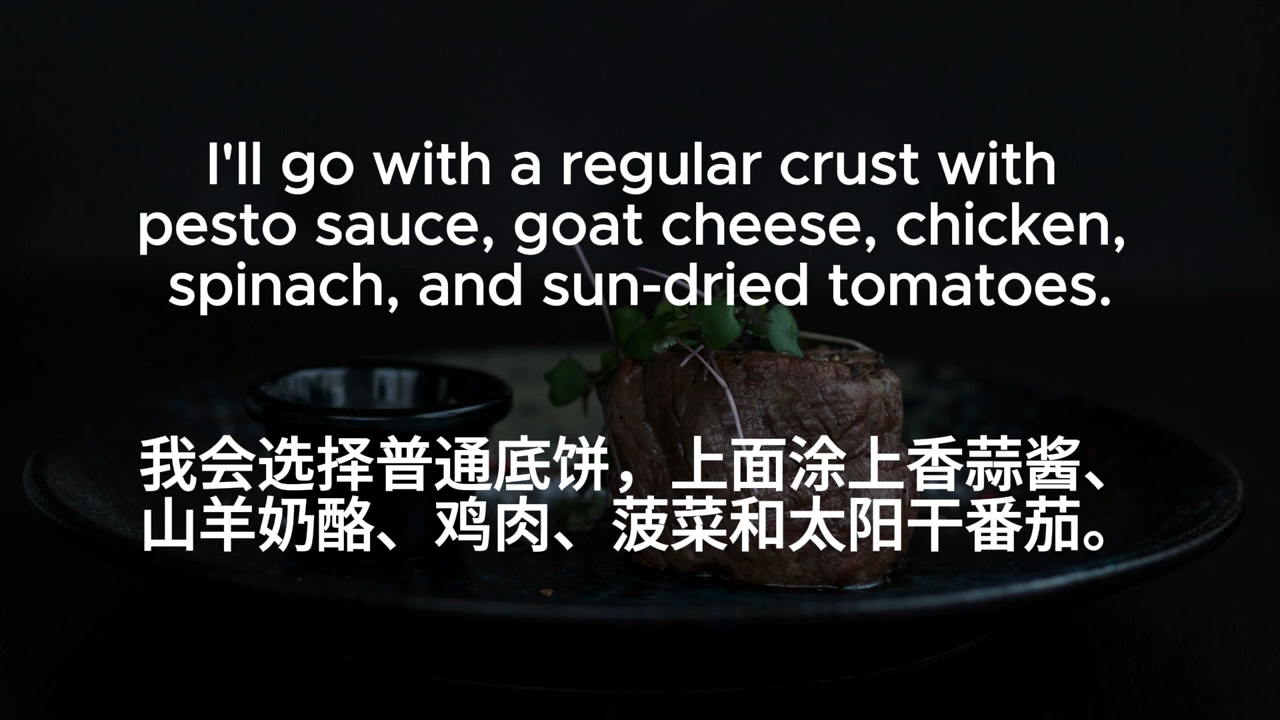 I'll go with a regular crust with
pesto sauce, goat cheese, chicken,
spinach, and sun-dried tomatoes.
我会选择普通底饼，上面涂上香蒜酱、
山羊奶酪、鸡肉、菠菜和太阳干番茄。